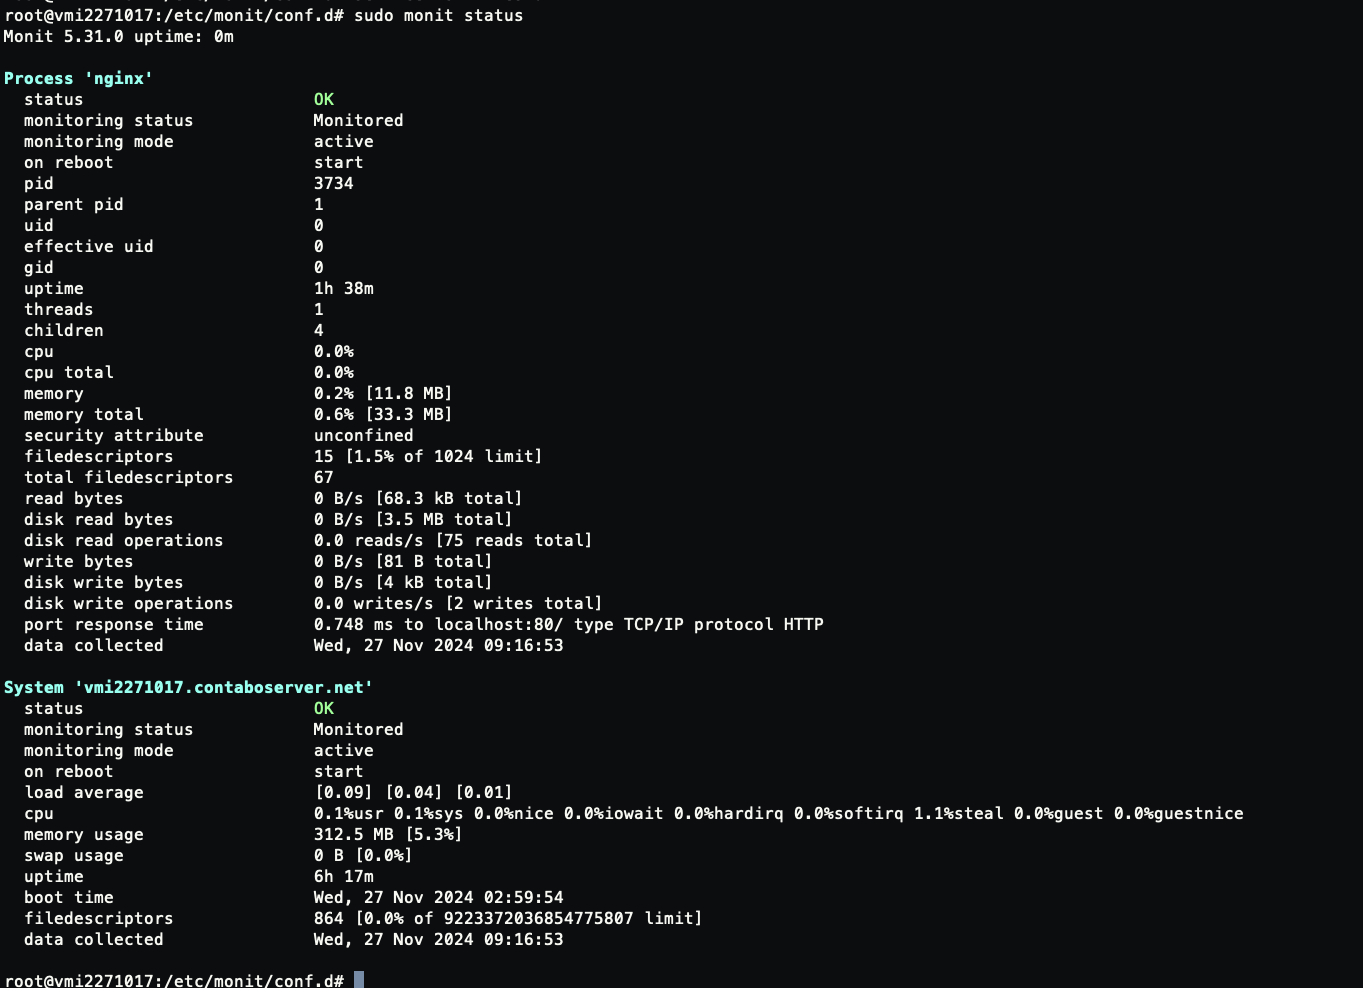 root@vmi2271017:/etc/monit/conf.d# sudo monit status
Monit 5.31.0 uptime: 0m
Process 'nginx'
status OK
monitoring status Monitored
monitoring mode active
on reboot start
pid 3734
parent pid 1
uid 0
effective uid 0
gid 0
uptime 1h 38m
threads 1
children 4
cpu 0.0%
cpu total 0.0%
memory 0.2% [11.8 MB]
memory total 0.6% [33.3 MB]
security attribute unconfined
filedescriptors 15 [1.5% of 1024 limit]
total filedescriptors 67
read bytes 0 B/s [68.3 kB total]
disk read bytes 0 B/s [3.5 MB total]
disk read operations 0.0 reads/s [75 reads total]
write bytes 0 B/s [81 B total]
disk write bytes 0 B/s [4 kB total]
disk write operations 0.0 writes/s [2 writes total]
port response time 0.748 ms to localhost:80/ type TCP/IP protocol HTTP
data collected Wed, 27 Nov 2024 09:16:53
System 'vmi2271017.contaboserver.net'
status OK
monitoring status Monitored
monitoring mode active
on reboot start
load average [0.09] [0.04] [0.01]
cpu 0.1%usr 0.1%sys 0.0%nice 0.0%iowait 0.0%hardirq 0.0%softirq 1.1%steal 0.0%guest 0.0%guestnice
memory usage 312.5 MB [5.3%]
swap usage 0 B [0.0%]
uptime 6h 17m
boot time Wed, 27 Nov 2024 02:59:54
filedescriptors 864 [0.0% of 9223372036854775807 limit]
data collected Wed, 27 Nov 2024 09:16:53
root@vmi2271017:/etc/monit/conf.d#